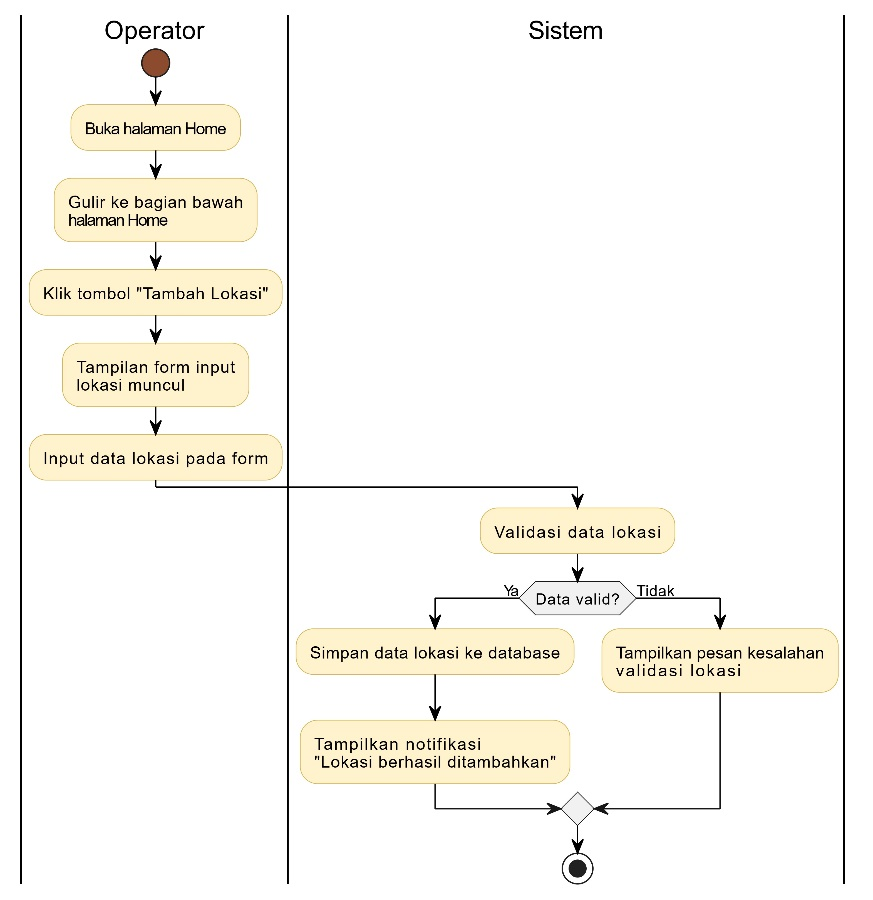 Operator
Sistem
Buka halaman Home
Gulir ke bagian bawah
halaman Home
Klik tombol "Tambah Lokasi"
Tampilan form input
lokasi muncul
Input data lokasi pada form
Validasi data lokasi
Ya
Data valid?
Tidak
Simpan data lokasi ke database
Tampilkan pesan kesalahan
validasi lokasi
Tampilkan notifikasi
"Lokasi berhasil ditambahkan"